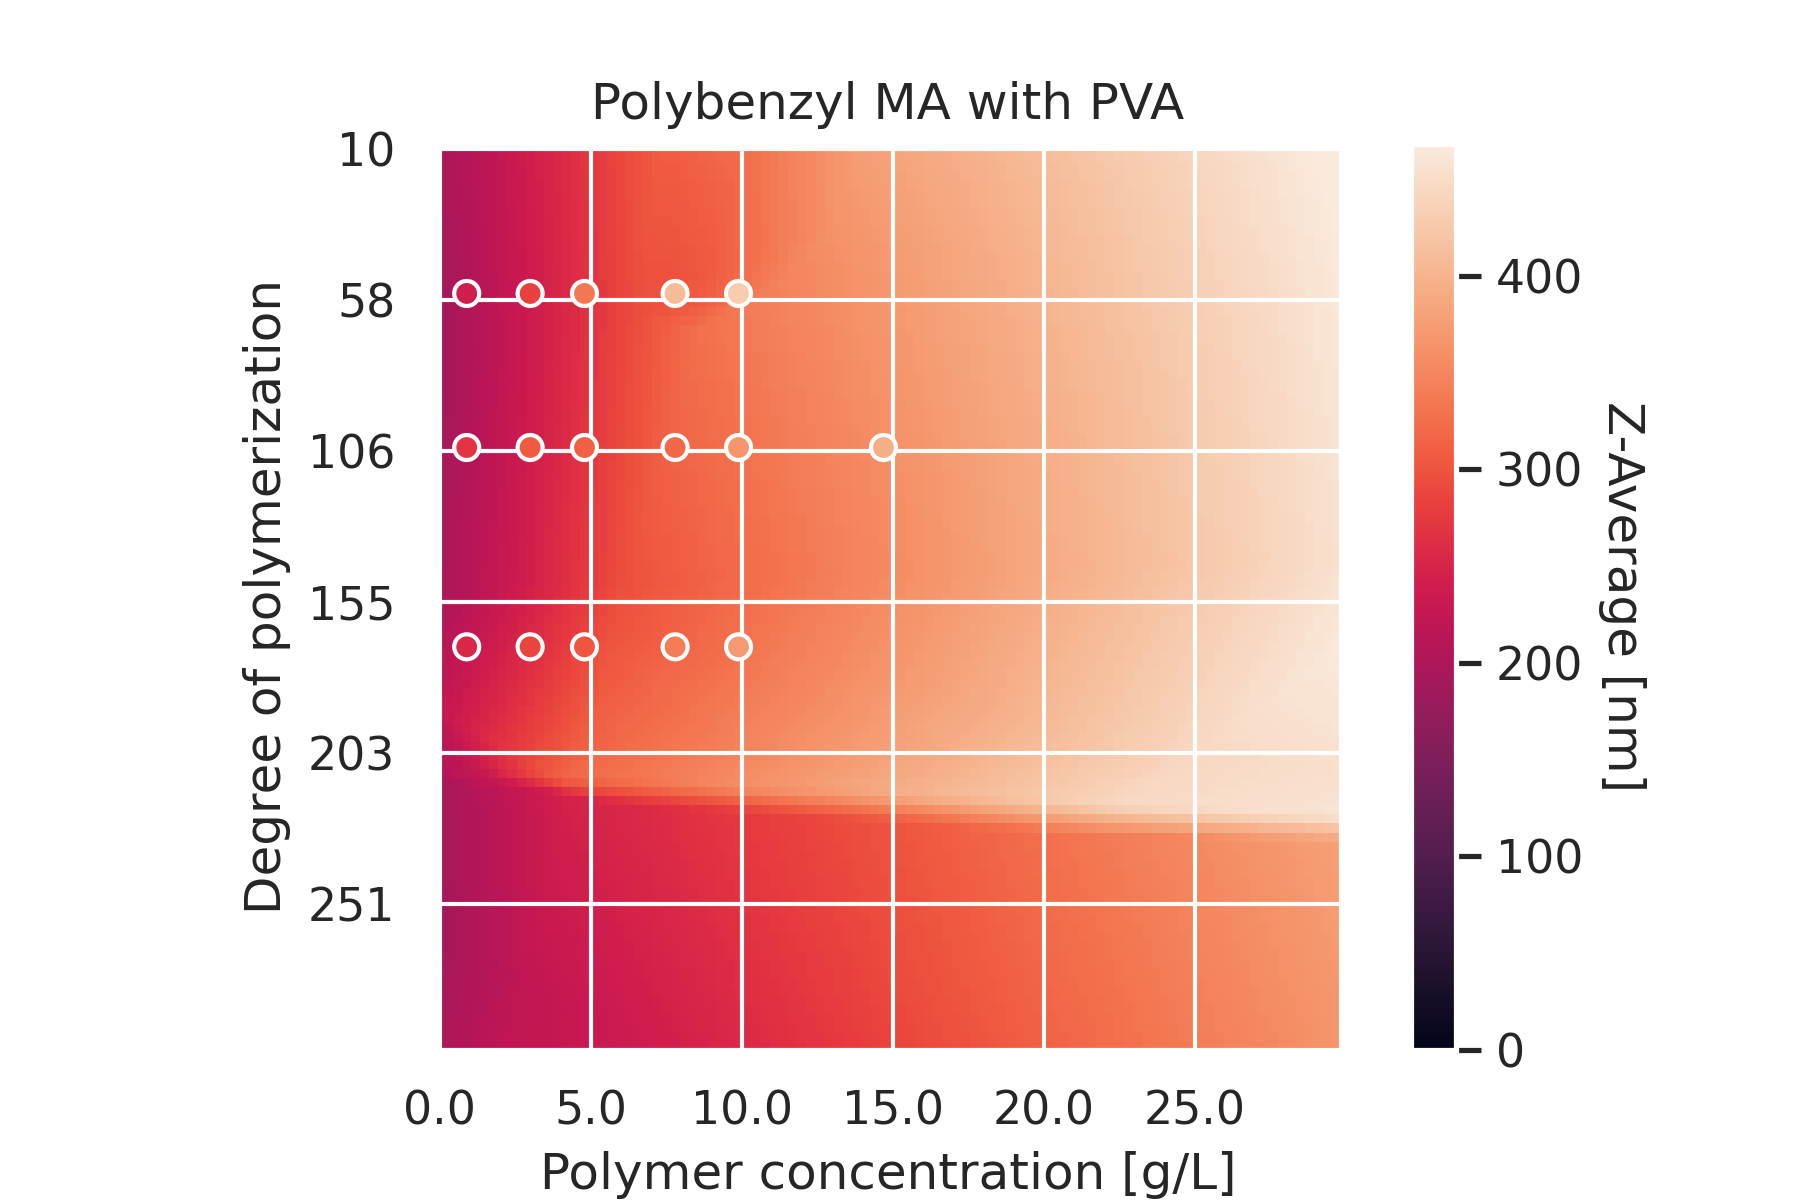 Polybenzyl MA with PVA
10
58
106
155
203
251
Degree of polymerization
0.0 5.0 10.0 15.0 20.0 25.0
Polymer concentration [g/L]
400
300
200
100
0
Z-Average [nm]